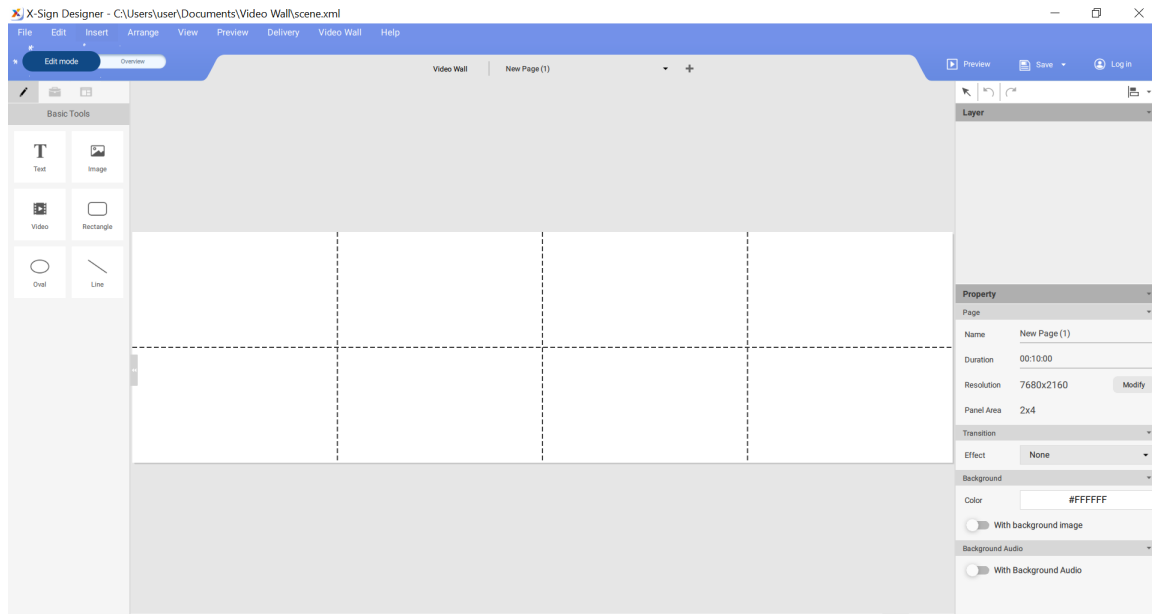 X-Sign Designer - C:\Users\user\Documents\Video Wall\scene.xml
File Edit Insert Arrange View Preview Delivery Video Wall Help
Edit mode Overview
Video Wall New Page (1)
Preview Save Log in
Basic Tools
Text Image
Video Rectangle
Oval Line
Layer
Property
Page
Name New Page (1)
Duration 00:10:00
Resolution 7680x2160 Modify
Panel Area 2x4
Transition
Effect None
Background
Color #FFFFFF
With background image
Background Audio
With Background Audio